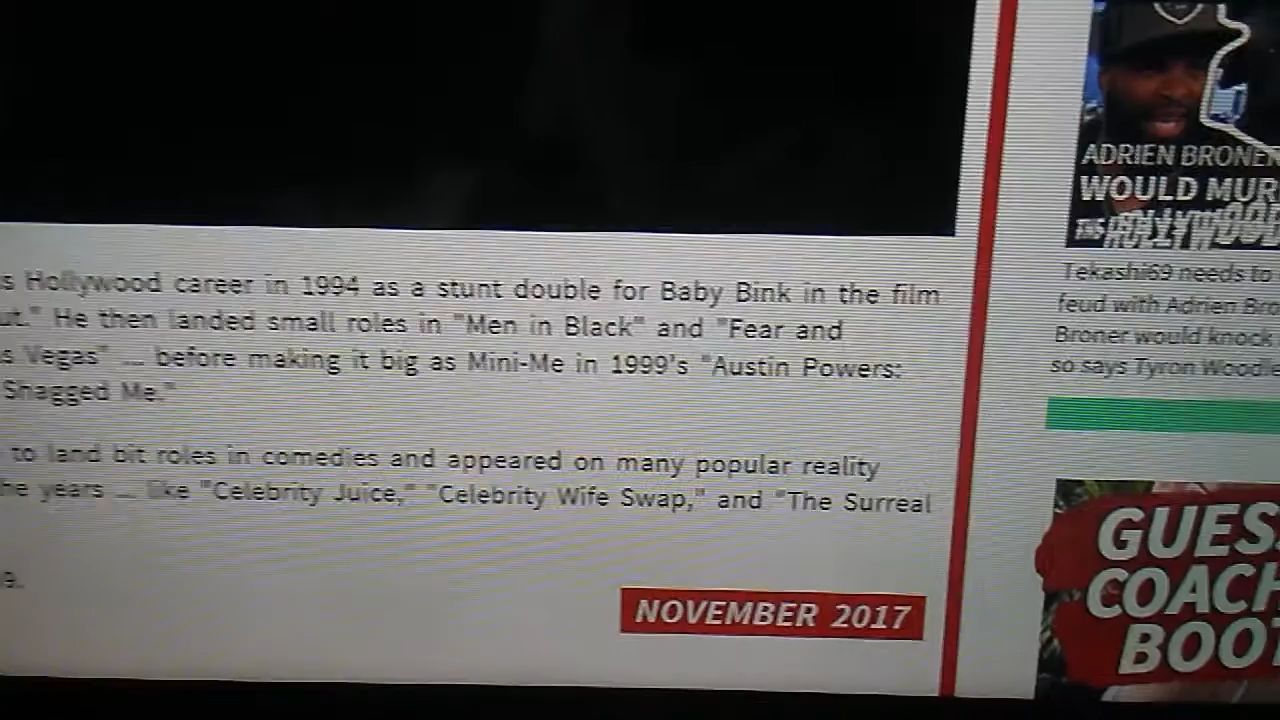 s Hollywood career in 1994 as a stunt double for Baby Bink in the film
ut." He then landed small roles in "Men in Black" and "Fear and
s Vegas" ... before making it big as Mini-Me in 1999's "Austin Powers:
Shagged Me."
to land bit roles in comedies and appeared on many popular reality
he years ... like "Celebrity Juice," "Celebrity Wife Swap," and "The Surreal
9.
NOVEMBER 2017
ADRIEN BRONER
WOULD MUR
THE HOLLYWOOD
Tekashi69 needs to
feud with Adrien Bro
Broner would knock
so says Tyron Woodle
GUES
COACH
BOOT